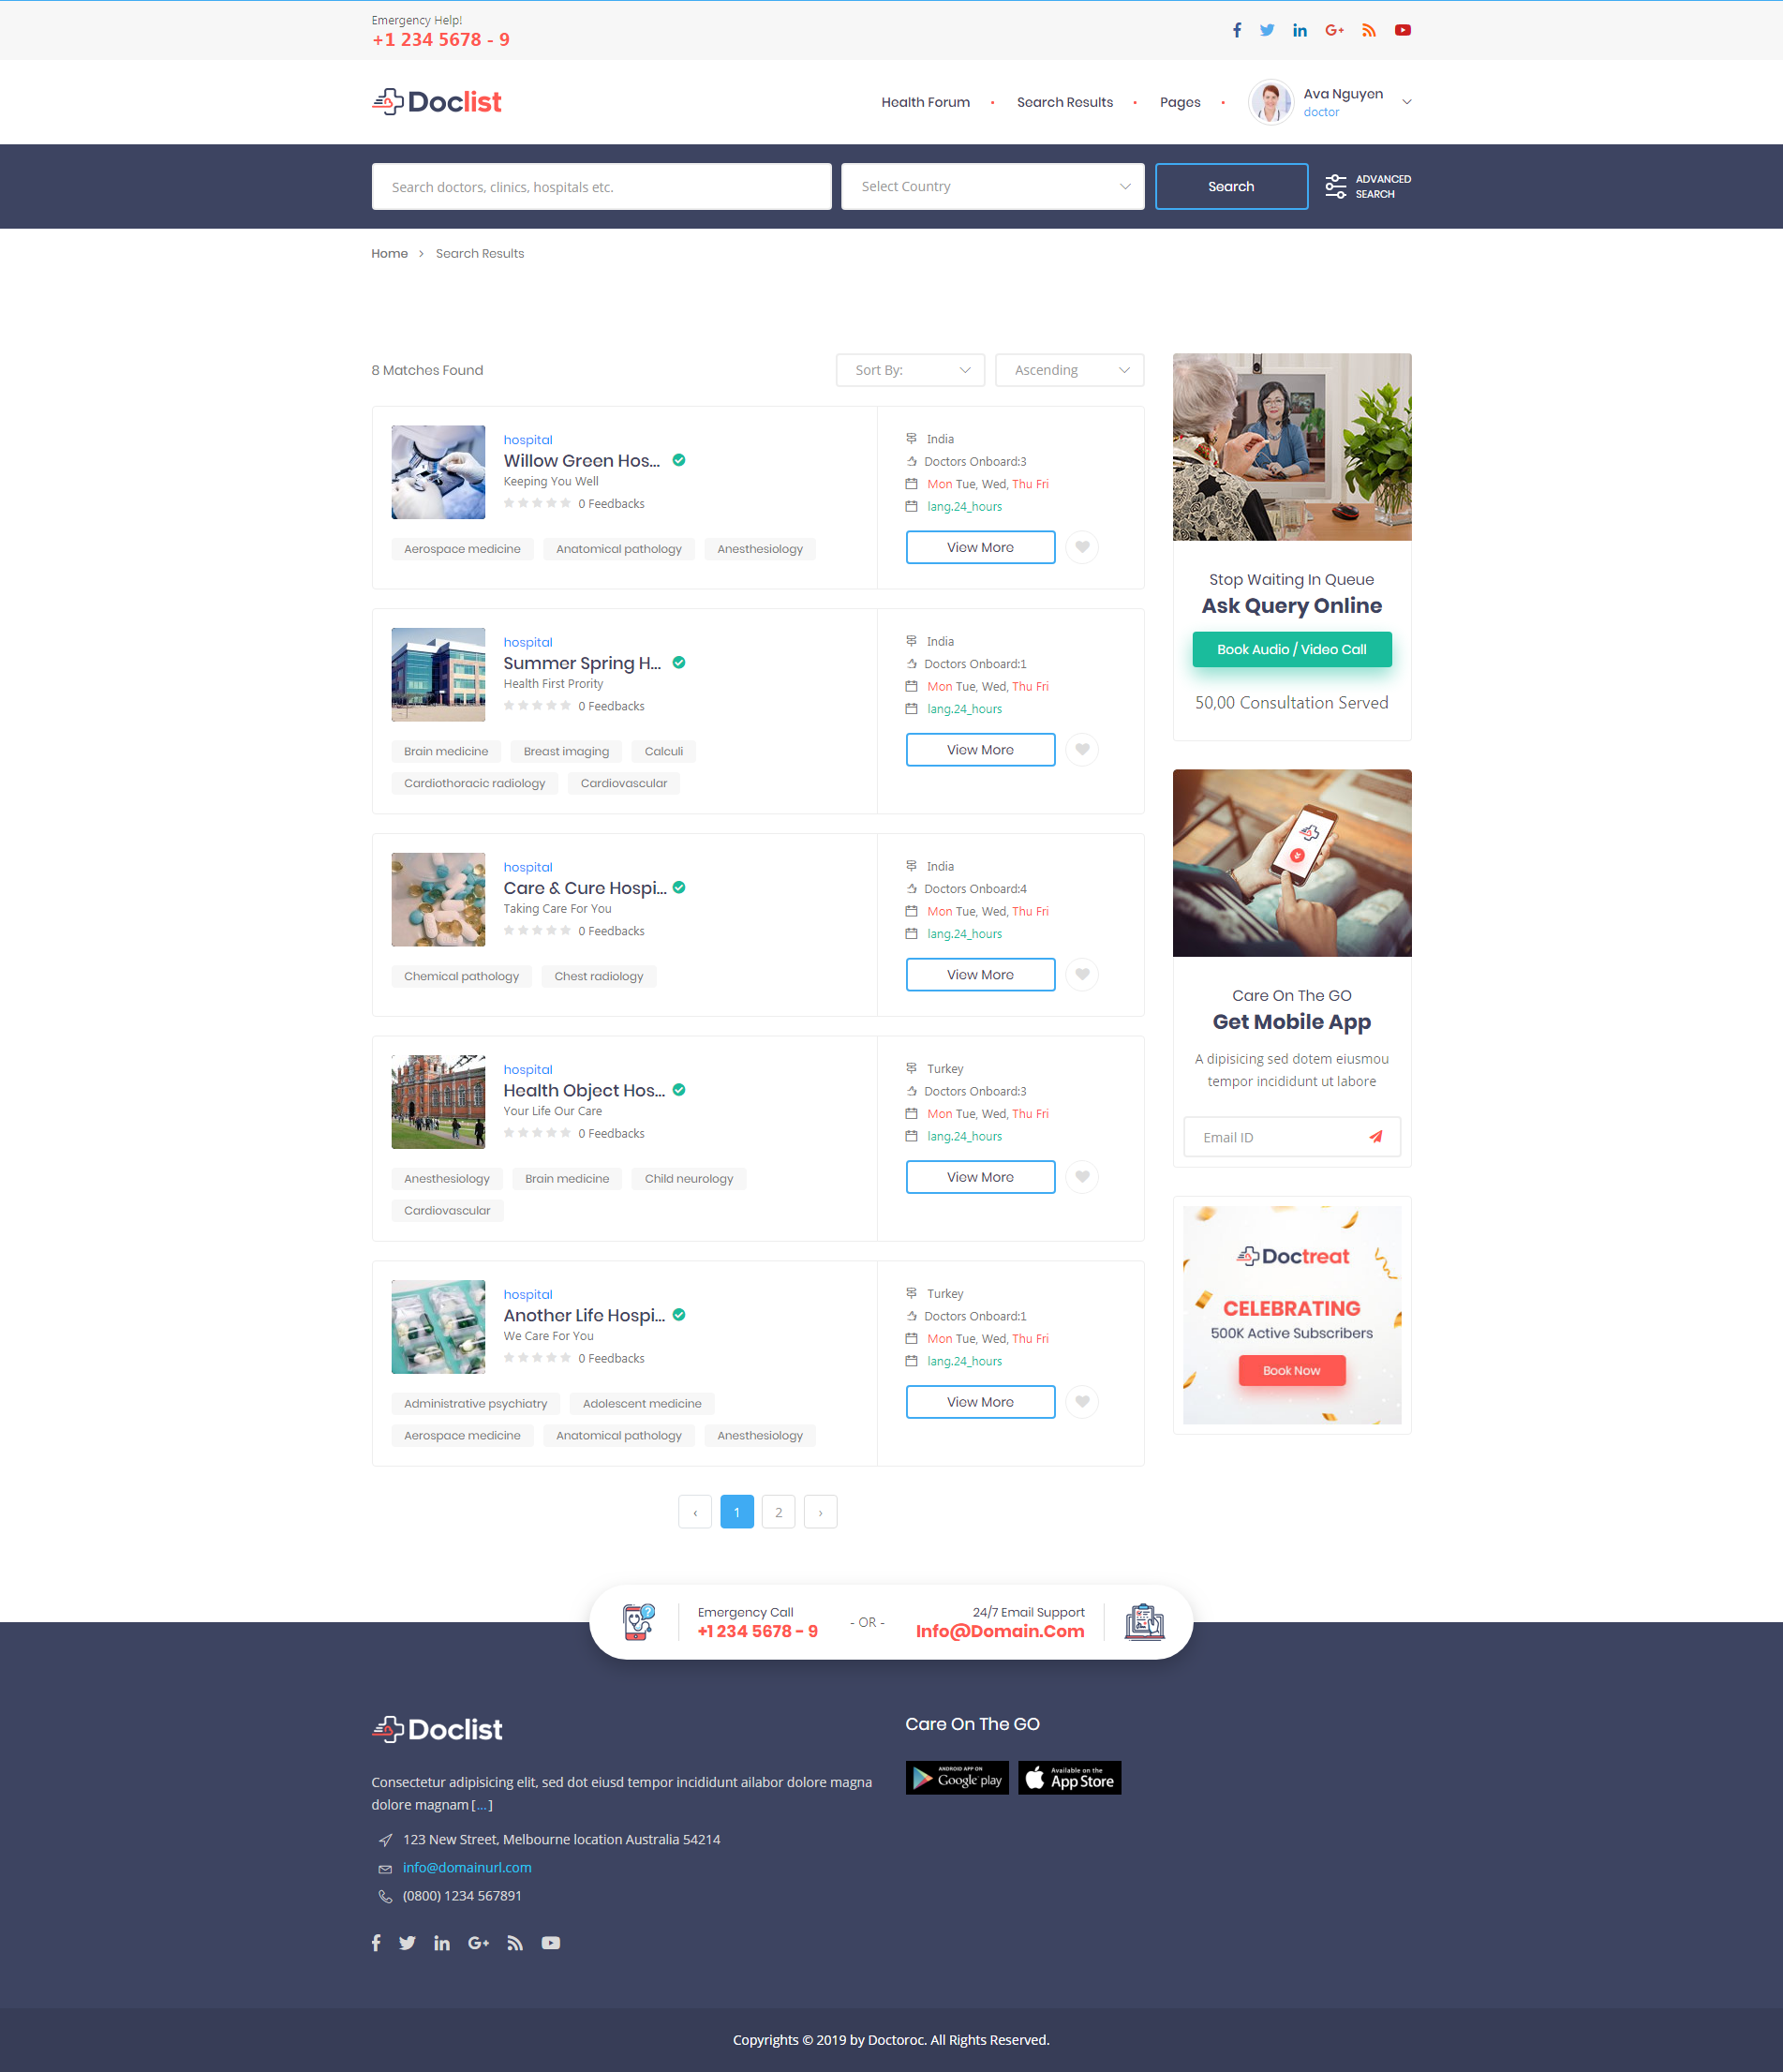 Emergency Help!
+1 234 5678 - 9
Doclist
Health Forum
Search Results
Pages
Ava Nguyen
doctor
Search doctors, clinics, hospitals etc.
Select Country
Search
ADVANCED
SEARCH
Home > Search Results
8 Matches Found
Sort By:
Ascending
hospital
Willow Green Hos...
Keeping You Well
0 Feedbacks
Aerospace medicine
Anatomical pathology
Anesthesiology
India
Doctors Onboard:3
Mon Tue, Wed, Thu Fri
lang.24_hours
View More
hospital
Summer Spring H...
Health First Prority
0 Feedbacks
Brain medicine
Breast imaging
Calculi
Cardiothoracic radiology
Cardiovascular
India
Doctors Onboard:1
Mon Tue, Wed, Thu Fri
lang.24_hours
View More
hospital
Care & Cure Hospi...
Taking Care For You
0 Feedbacks
Chemical pathology
Chest radiology
India
Doctors Onboard:4
Mon Tue, Wed, Thu Fri
lang.24_hours
View More
hospital
Health Object Hos...
Your Life Our Care
0 Feedbacks
Anesthesiology
Brain medicine
Child neurology
Cardiovascular
Turkey
Doctors Onboard:3
Mon Tue, Wed, Thu Fri
lang.24_hours
View More
hospital
Another Life Hospi...
We Care For You
0 Feedbacks
Administrative psychiatry
Adolescent medicine
Aerospace medicine
Anatomical pathology
Anesthesiology
Turkey
Doctors Onboard:1
Mon Tue, Wed, Thu Fri
lang.24_hours
View More
‹ 1 2 ›
Stop Waiting In Queue
Ask Query Online
Book Audio / Video Call
50,00 Consultation Served
Care On The GO
Get Mobile App
A dipisicing sed dotem eiusmou
tempor incididunt ut labore
Email ID
Doctreat
CELEBRATING
500K Active Subscribers
Book Now
Emergency Call
+1 234 5678 - 9
- OR -
24/7 Email Support
Info@Domain.Com
Doclist
Consectetur adipisicing elit, sed dot eiusd tempor incididunt ailabor dolore magna
dolore magnam [...]
123 New Street, Melbourne location Australia 54214
info@domainurl.com
(0800) 1234 567891
Care On The GO
ANDROID APP ON
Google play
Available on the
App Store
Copyrights © 2019 by Doctoroc. All Rights Reserved.